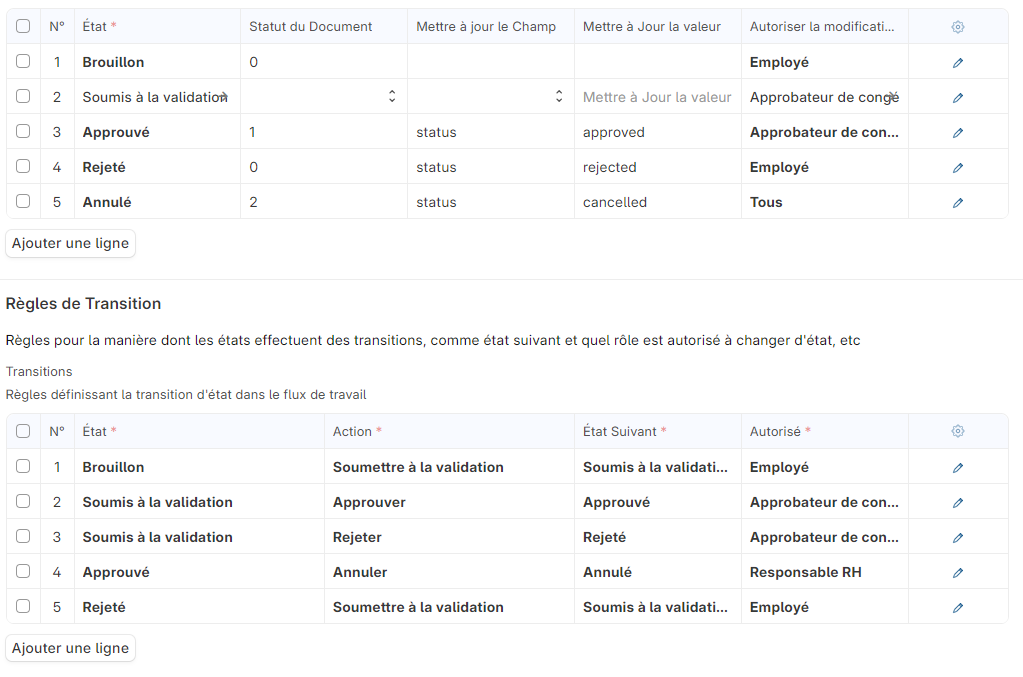 N° État * Statut du Document Mettre à jour le Champ Mettre à Jour la valeur Autoriser la modificati...
1 Brouillon 0 Employé
2 Soumis à la validation Mettre à Jour la valeur Approbateur de congé
3 Approuvé 1 status approved Approbateur de con...
4 Rejeté 0 status rejected Employé
5 Annulé 2 status cancelled Tous
Ajouter une ligne
Règles de Transition
Règles pour la manière dont les états effectuent des transitions, comme état suivant et quel rôle est autorisé à changer d'état, etc
Transitions
Règles définissant la transition d'état dans le flux de travail
N° État * Action * État Suivant * Autorisé *
1 Brouillon Soumettre à la validation Soumis à la validati... Employé
2 Soumis à la validation Approuver Approuvé Approbateur de con...
3 Soumis à la validation Rejeter Rejeté Approbateur de con...
4 Approuvé Annuler Annulé Responsable RH
5 Rejeté Soumettre à la validation Soumis à la validati... Employé
Ajouter une ligne